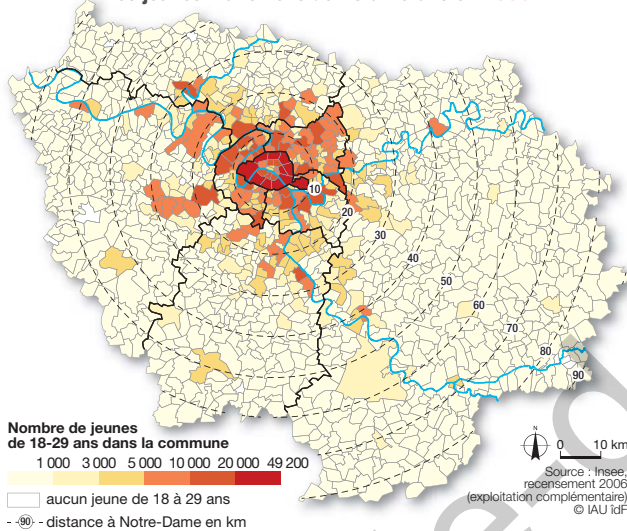 10
20
30
40
50
60
70
80
90
Nombre de jeunes
de 18-29 ans dans la commune
1 000 3 000 5 000 10 000 20 000 49 200
aucun jeune de 18 à 29 ans
90 distance à Notre-Dame en km
N
0 10 km
Source : Insee,
recensement 2006
(exploitation complémentaire)
© IAU îdF